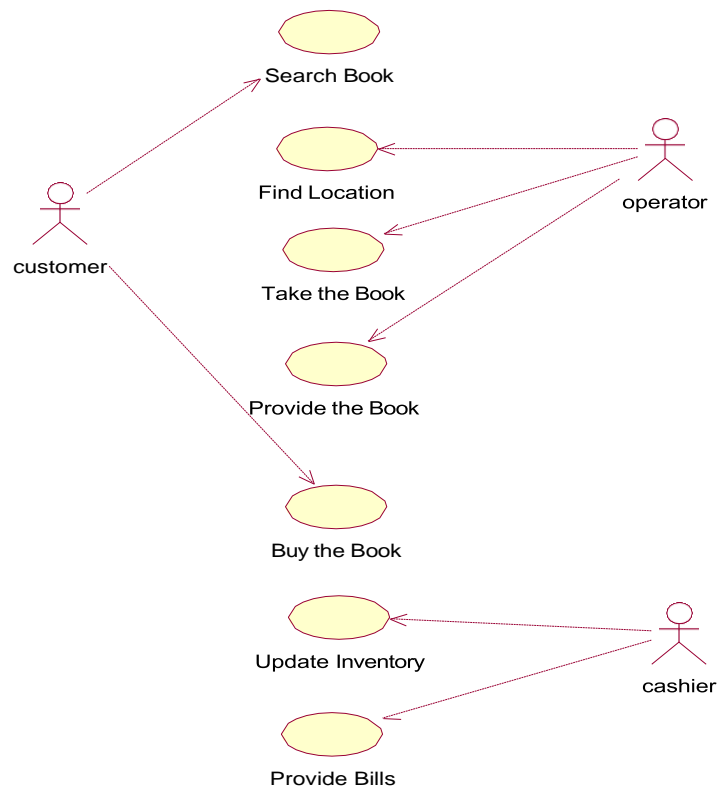 Search Book
Find Location
operator
customer
Take the Book
Provide the Book
Buy the Book
Update Inventory
cashier
Provide Bills